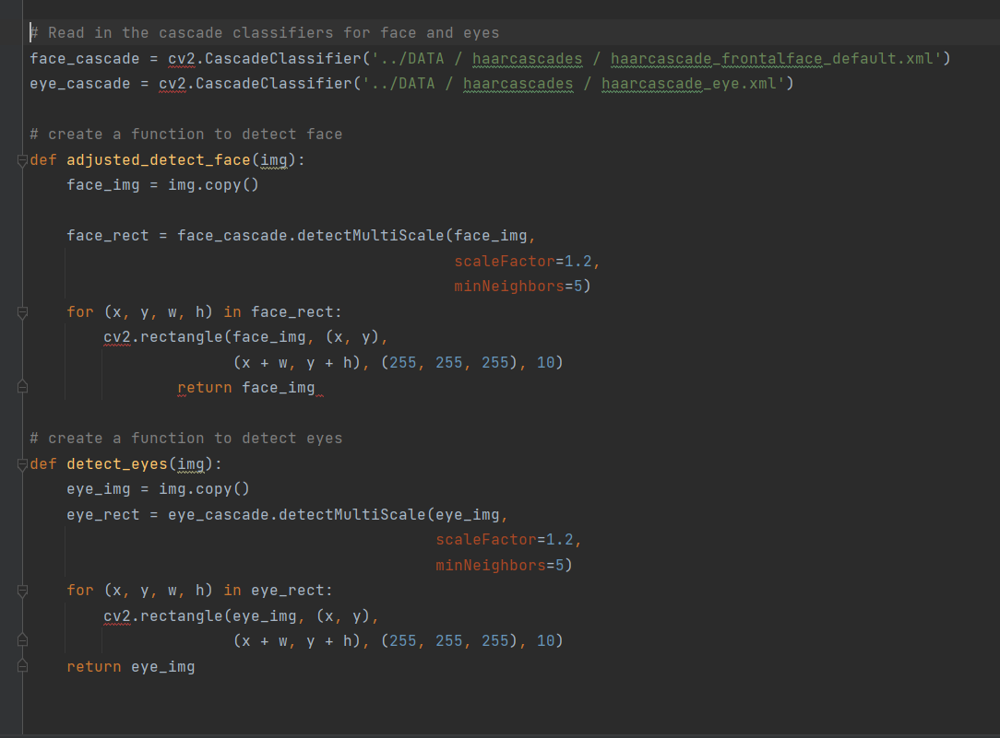 # Read in the cascade classifiers for face and eyes
face_cascade = cv2.CascadeClassifier('../DATA / haarcascades / haarcascade_frontalface_default.xml')
eye_cascade = cv2.CascadeClassifier('../DATA / haarcascades / haarcascade_eye.xml')
# create a function to detect face
def adjusted_detect_face(img):
    face_img = img.copy()
    face_rect = face_cascade.detectMultiScale(face_img,
                                              scaleFactor=1.2,
                                              minNeighbors=5)
    for (x, y, w, h) in face_rect:
        cv2.rectangle(face_img, (x, y),
                      (x + w, y + h), (255, 255, 255), 10)
                return face_img
# create a function to detect eyes
def detect_eyes(img):
    eye_img = img.copy()
    eye_rect = eye_cascade.detectMultiScale(eye_img,
                                            scaleFactor=1.2,
                                            minNeighbors=5)
    for (x, y, w, h) in eye_rect:
        cv2.rectangle(eye_img, (x, y),
                      (x + w, y + h), (255, 255, 255), 10)
    return eye_img